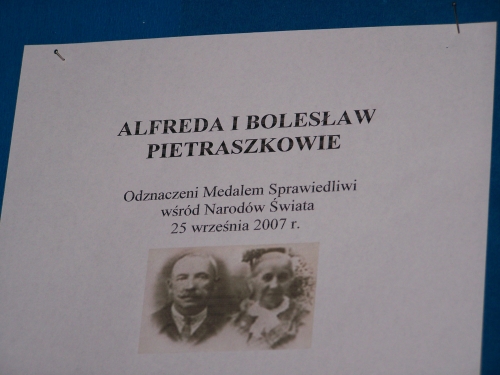 ALFREDA I BOLESŁAW
PIETRASZKOWIE
Odznaczeni Medalem Sprawiedliwi
wśród Narodów Świata
25 września 2007 r.